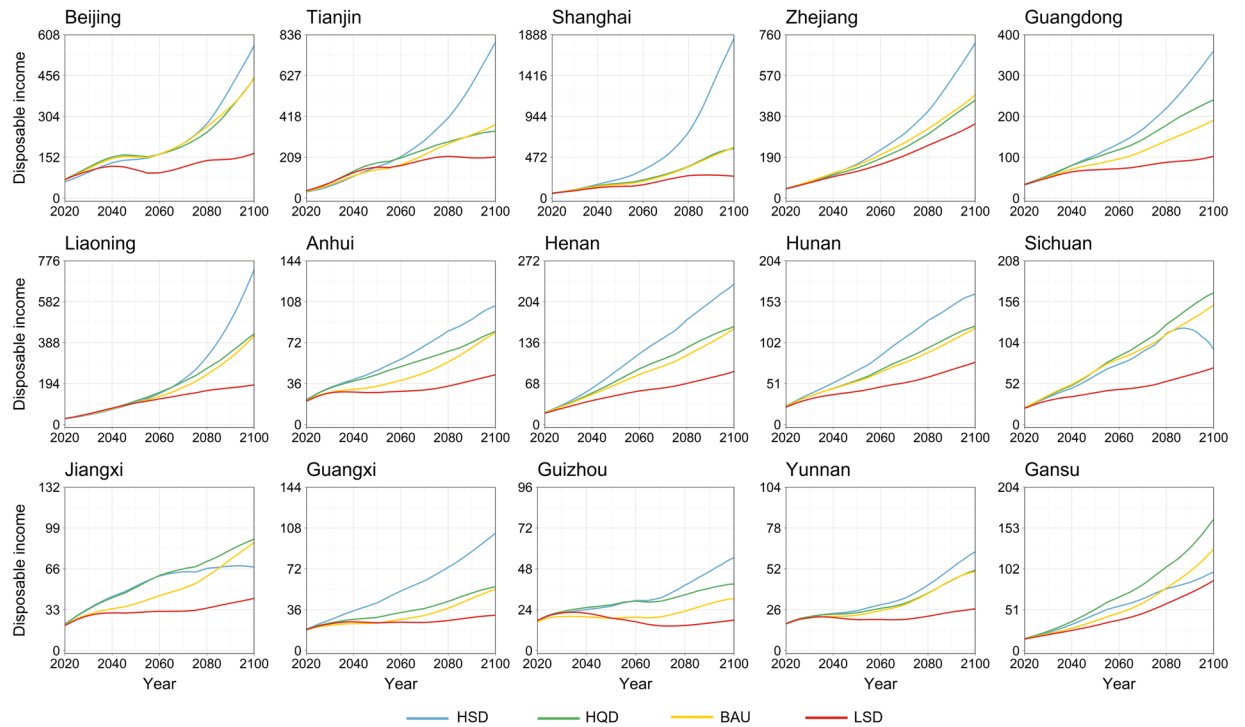 Beijing Tianjin Shanghai Zhejiang Guangdong
608 836 1888 760 400
456 627 1416 570 300
304 418 944 380 200
152 209 472 190 100
0 0 0 0 0
Disposable income
2020 2040 2060 2080 2100 2020 2040 2060 2080 2100 2020 2040 2060 2080 2100 2020 2040 2060 2080 2100 2020 2040 2060 2080 2100
Liaoning Anhui Henan Hunan Sichuan
776 144 272 204 208
582 108 204 153 156
388 72 136 102 104
194 36 68 51 52
0 0 0 0 0
Disposable income
2020 2040 2060 2080 2100 2020 2040 2060 2080 2100 2020 2040 2060 2080 2100 2020 2040 2060 2080 2100 2020 2040 2060 2080 2100
Jiangxi Guangxi Guizhou Yunnan Gansu
132 144 96 104 204
99 108 72 78 153
66 72 48 52 102
33 36 24 26 51
0 0 0 0 0
Disposable income
2020 2040 2060 2080 2100 2020 2040 2060 2080 2100 2020 2040 2060 2080 2100 2020 2040 2060 2080 2100 2020 2040 2060 2080 2100
Year Year Year Year Year
HSD HQD BAU LSD